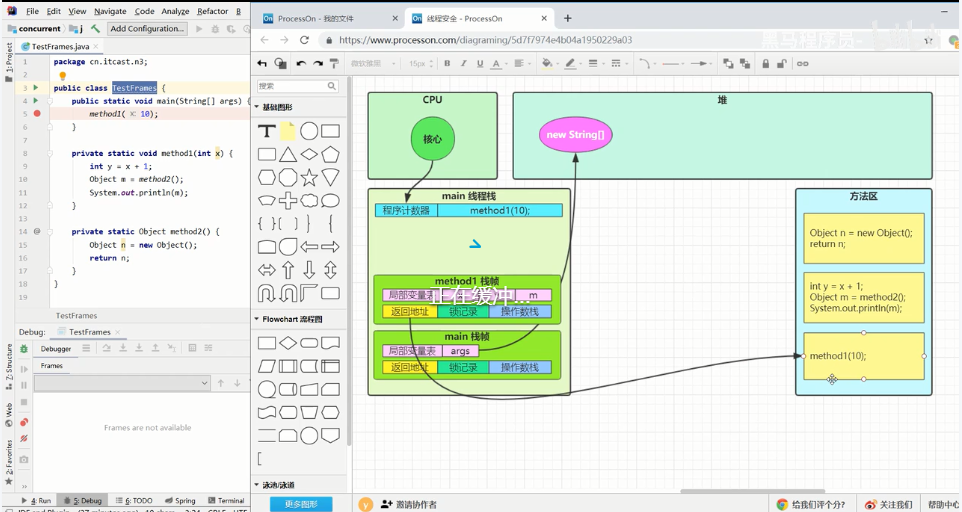 File Edit View Navigate Code Analyze Refactor B
ProcessOn - 我的文件
线程安全 - ProcessOn
concurrent
Add Configuration...
https://www.processon.com/diagraming/5d7f7974e4b04a1950229a03
黑马程序员
TestFrames.java
15px
1 package cn.itcast.n3;
2
3 public class TestFrames {
4 public static void main(String[] args) {
5 method1( x: 10);
6 }
7
8 private static void method1(int x) {
9 int y = x + 1;
10 Object m = method2();
11 System.out.println(m);
12 }
13
14 private static Object method2() {
15 Object n = new Object();
16 return n;
17 }
18 }
19
TestFrames
Debug: TestFrames
Debugger
Frames
Frames are not available
1: Project
Z: Structure
Web
2: Favorites
4: Run 5: Debug 6: TODO Spring Terminal
搜索
基础图形
Flowchart 流程图
泳池/泳道
更多图形
CPU
核心
堆
new String[]
main 线程栈
程序计数器 method1(10);
method1 栈帧
局部变量表 m
正在缓冲...
返回地址 锁记录 操作数栈
main 栈帧
局部变量表 args
返回地址 锁记录 操作数栈
方法区
Object n = new Object();
return n;
int y = x + 1;
Object m = method2();
System.out.println(m);
method1(10);
邀请协作者
给我们评个分?
关注我们
帮助中心